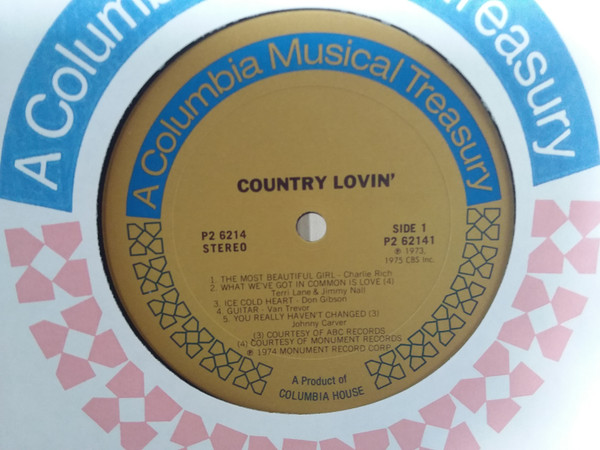 A Columbia
Treasury
A Columbia Musical Treasury
COUNTRY LOVIN'
P2 6214
STEREO
SIDE 1
P2 62141
℗ 1973,
1975 CBS Inc.
1. THE MOST BEAUTIFUL GIRL - Charlie Rich
2. WHAT WE'VE GOT IN COMMON IS LOVE (4)
Terri Lane & Jimmy Nall
3. ICE COLD HEART - Don Gibson
4. GUITAR - Van Trevor
5. YOU REALLY HAVEN'T CHANGED (3)
Johnny Carver
(3) COURTESY OF ABC RECORDS
(4) COURTESY OF MONUMENT RECORDS
℗ 1974 MONUMENT RECORD CORP.
A Product of
COLUMBIA HOUSE